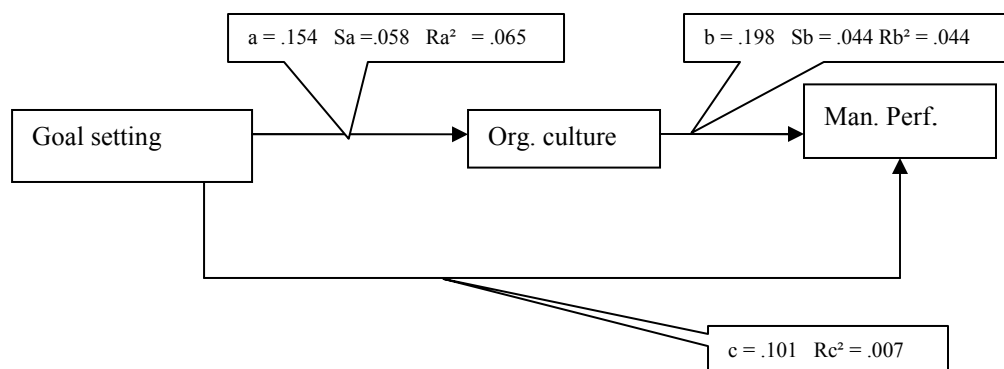 a = .154 Sa =.058 Ra² = .065
b = .198 Sb = .044 Rb² = .044
Goal setting
Org. culture
Man. Perf.
c = .101 Rc² = .007